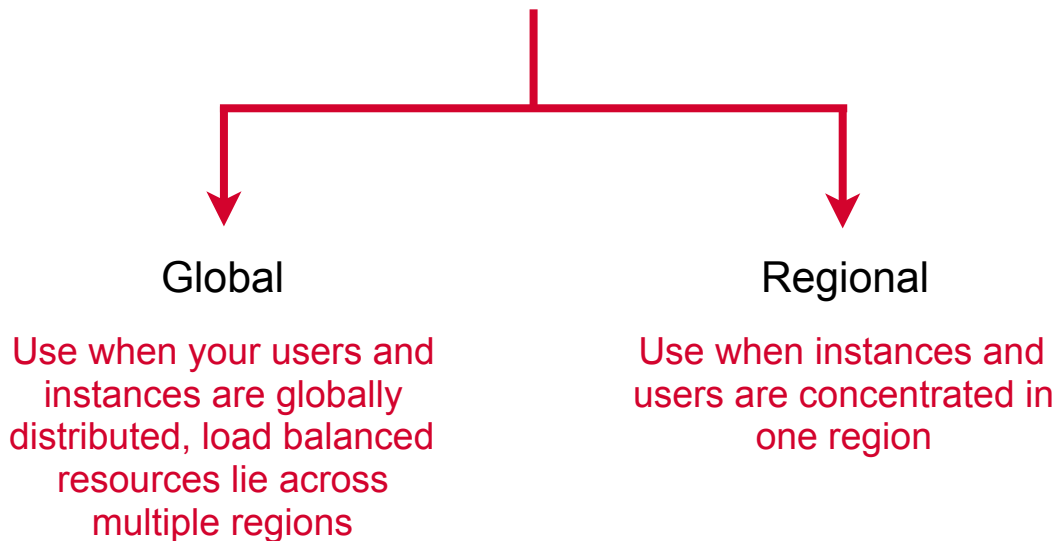 Global
Use when your users and
instances are globally
distributed, load balanced
resources lie across
multiple regions
Regional
Use when instances and
users are concentrated in
one region